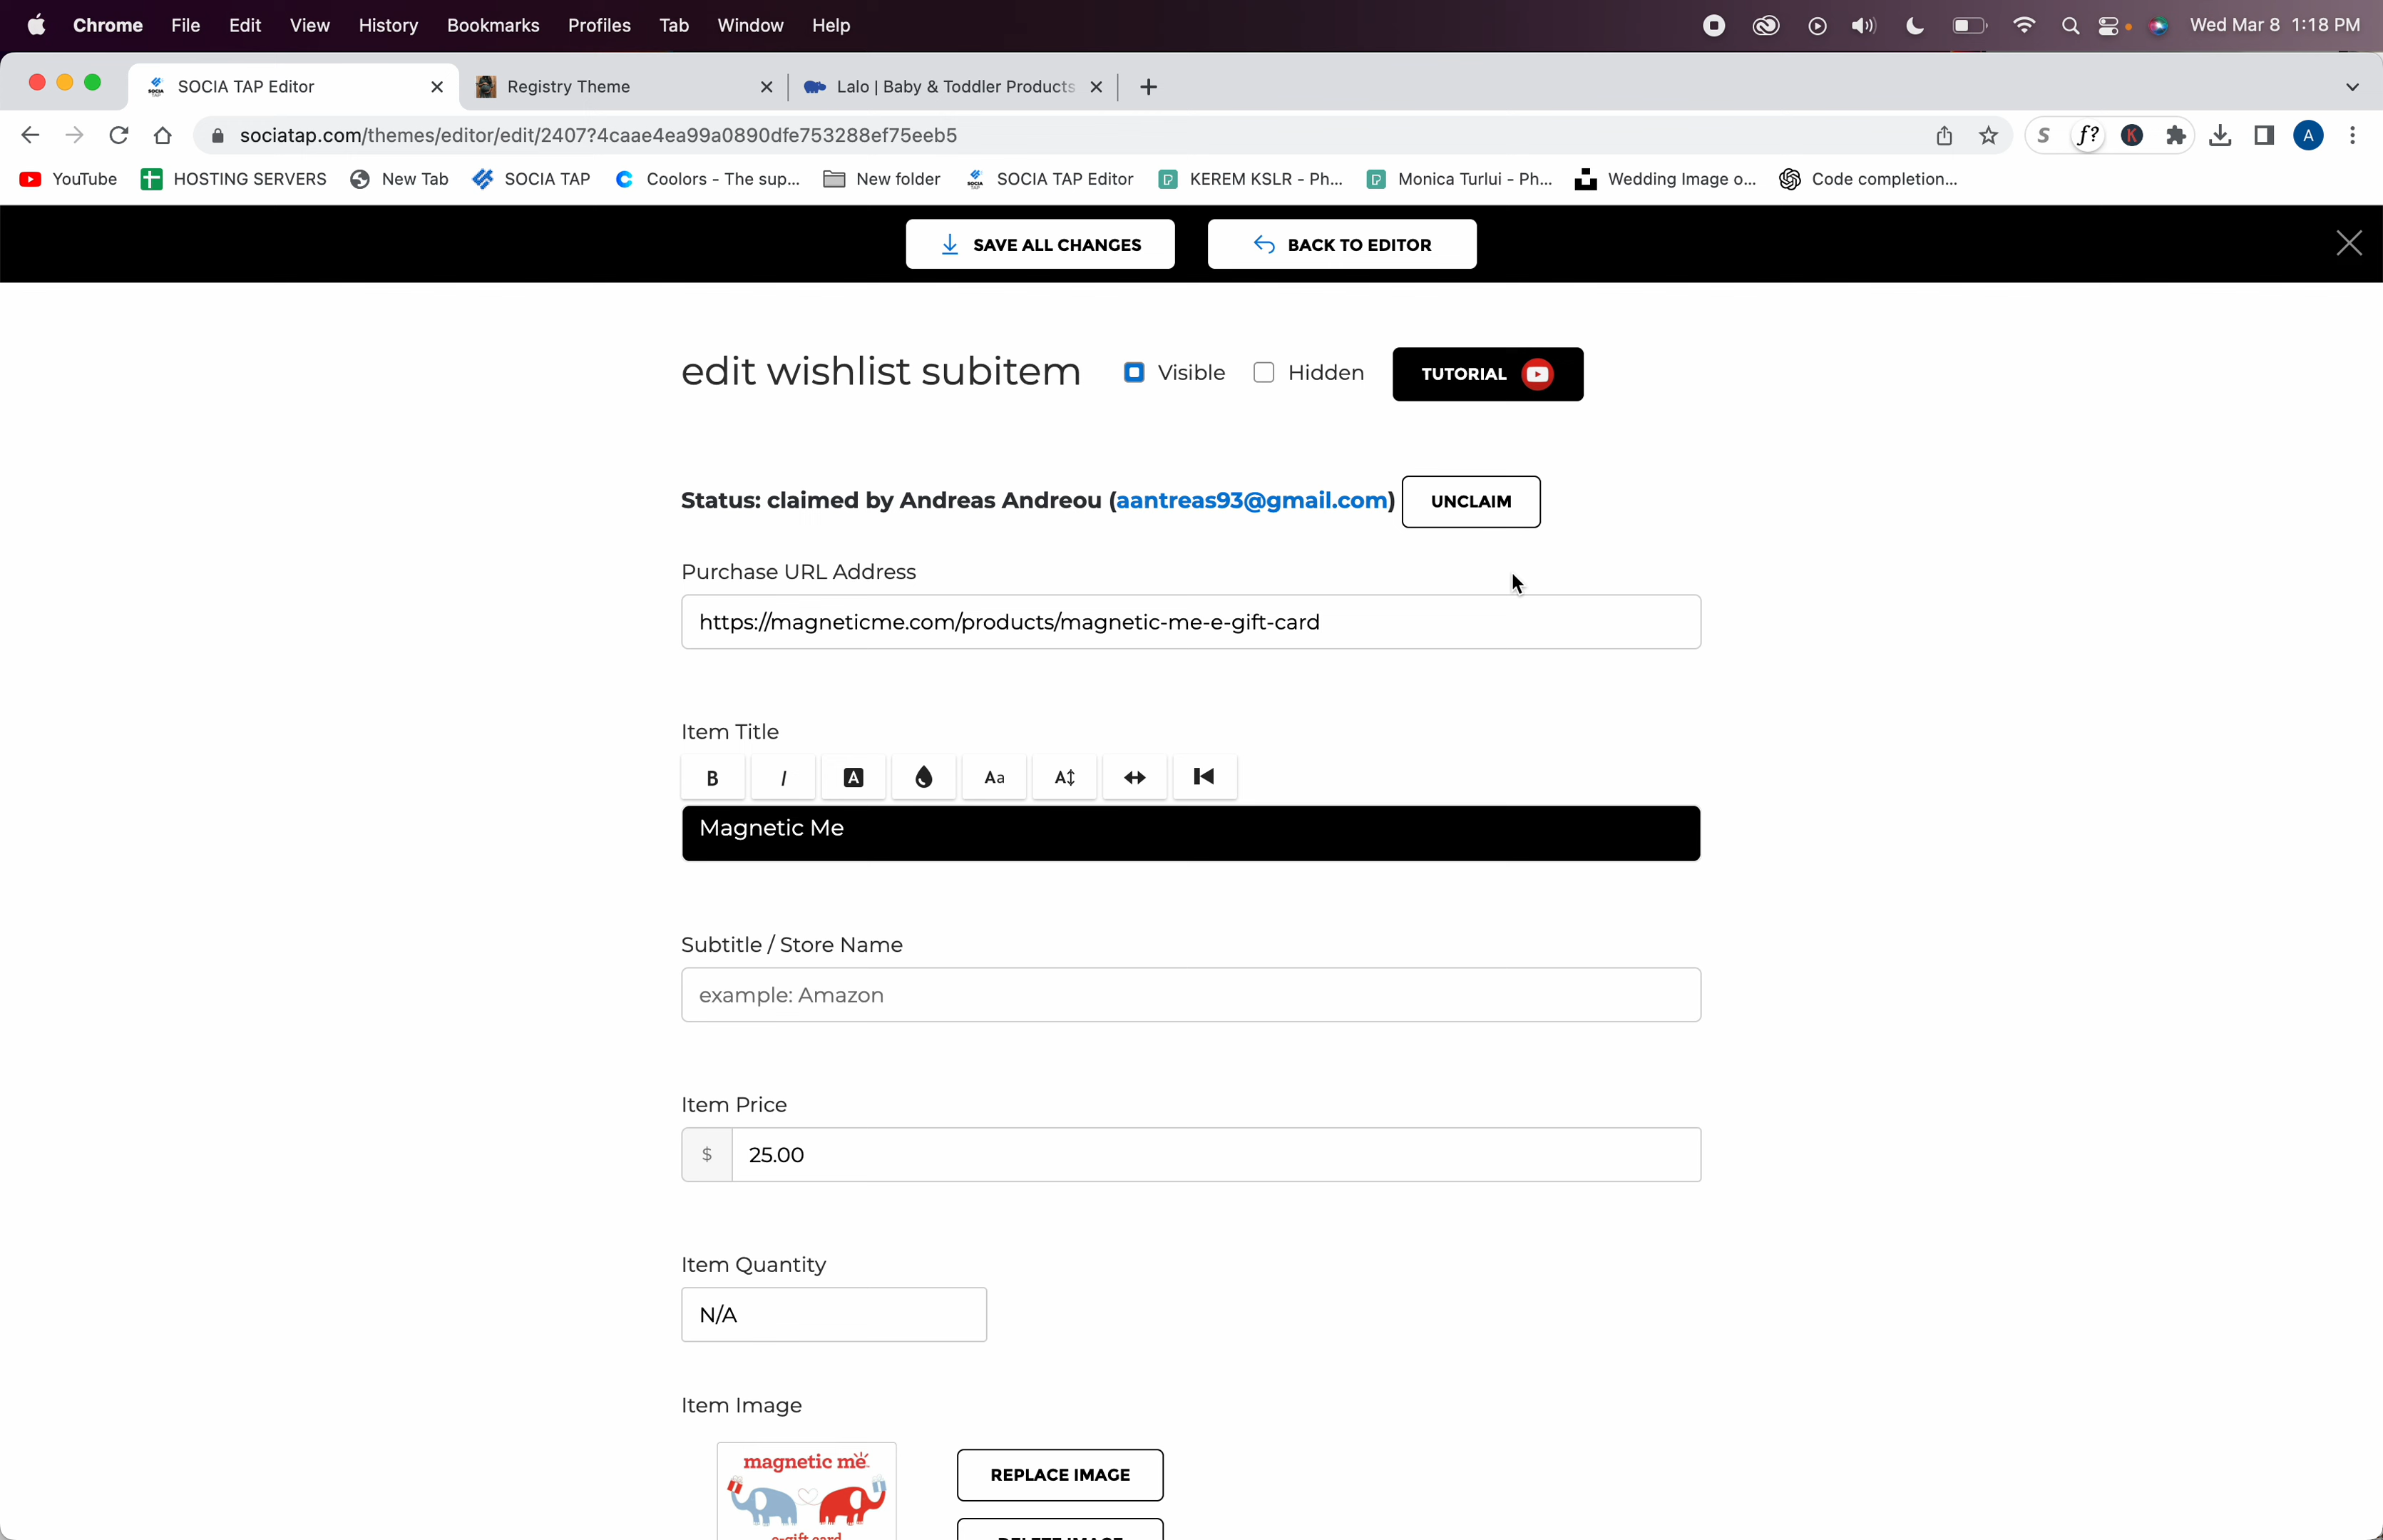 Chrome File Edit View History Bookmarks Profiles Tab Window Help Wed Mar 8 1:18 PM
SOCIA TAP Editor Registry Theme Lalo | Baby & Toddler Products
sociatap.com/themes/editor/edit/2407?4caae4ea99a0890dfe753288ef75eeb5 S f? K A
YouTube HOSTING SERVERS New Tab SOCIA TAP Coolors - The sup... New folder SOCIA TAP Editor KEREM KSLR - Ph... Monica Turlui - Ph... Wedding Image o... Code completion...
SAVE ALL CHANGES BACK TO EDITOR
edit wishlist subitem Visible Hidden TUTORIAL
Status: claimed by Andreas Andreou (aantreas93@gmail.com) UNCLAIM
Purchase URL Address
https://magneticme.com/products/magnetic-me-e-gift-card
Item Title
B I A Aa A
Magnetic Me
Subtitle / Store Name
example: Amazon
Item Price
$ 25.00
Item Quantity
N/A
Item Image
magnetic me
REPLACE IMAGE
e-gift card
DELETE IMAGE